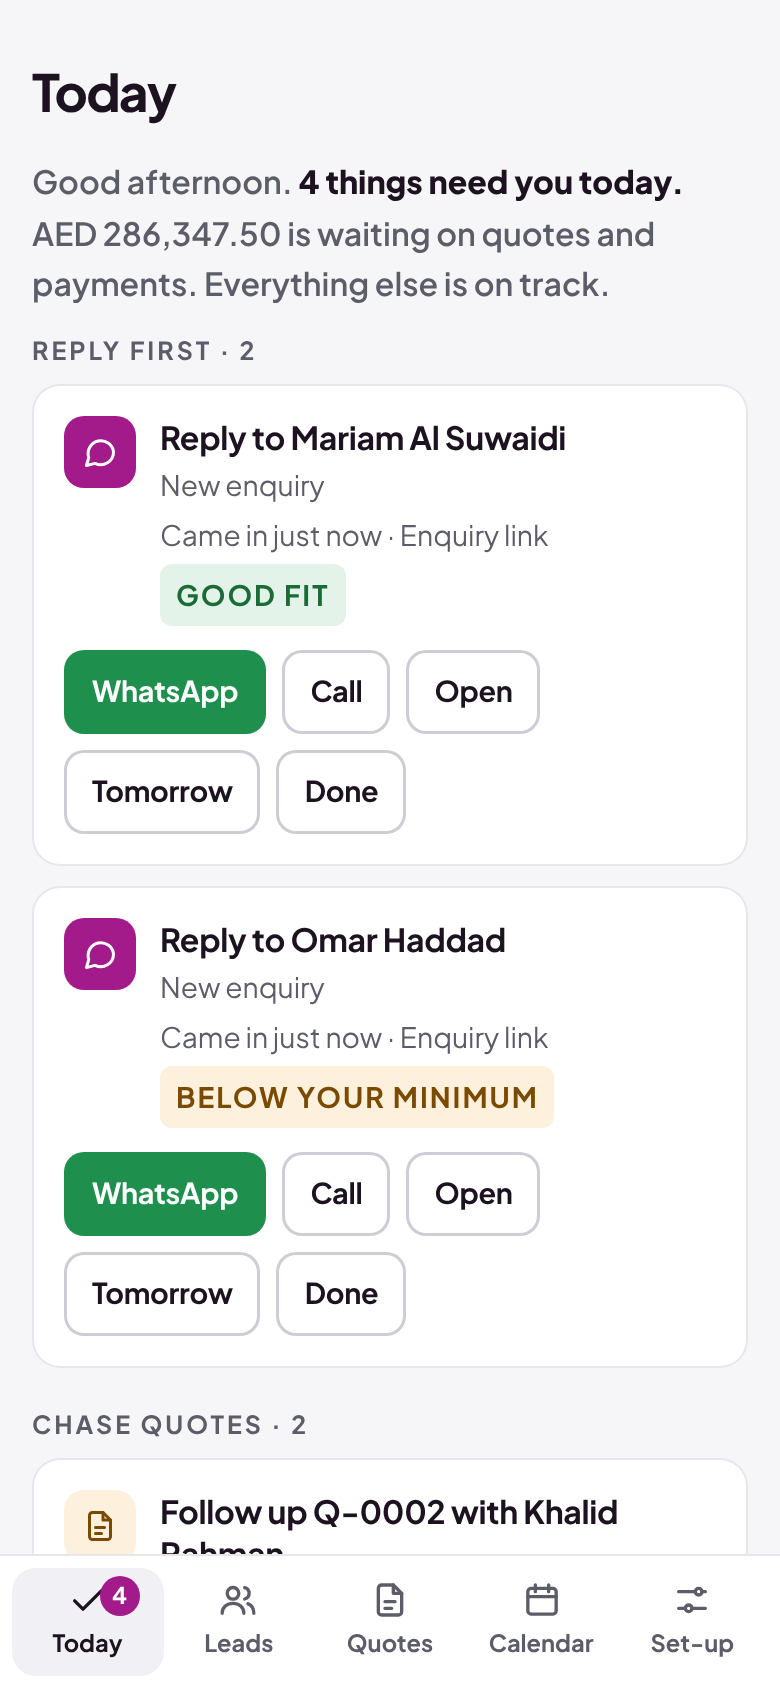 Today
Good afternoon. 4 things need you today.
AED 286,347.50 is waiting on quotes and
payments. Everything else is on track.
REPLY FIRST · 2
Reply to Mariam Al Suwaidi
New enquiry
Came in just now · Enquiry link
GOOD FIT
WhatsApp
Call
Open
Tomorrow
Done
Reply to Omar Haddad
New enquiry
Came in just now · Enquiry link
BELOW YOUR MINIMUM
WhatsApp
Call
Open
Tomorrow
Done
CHASE QUOTES · 2
Follow up Q-0002 with Khalid
Rahman
4
Today
Leads
Quotes
Calendar
Set-up